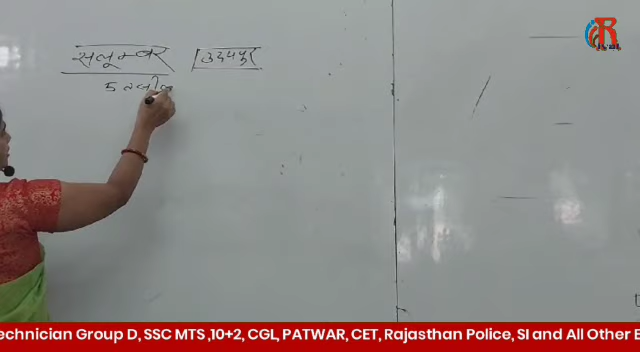 सलूम्बर
उदयपुर
5
echnician Group D, SSC MTS ,10+2, CGL, PATWAR, CET, Rajasthan Police, SI and All Other E